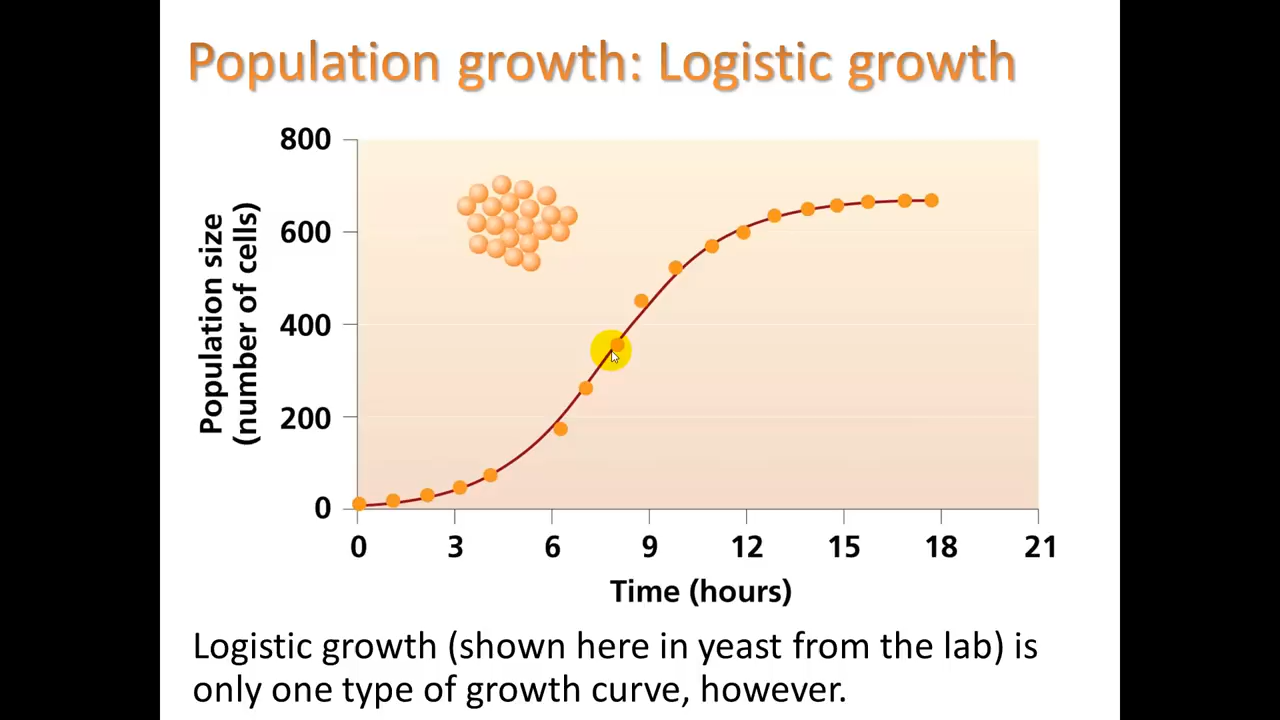 Population growth: Logistic growth
800
600
400
200
0
Population size
(number of cells)
0 3 6 9 12 15 18 21
Time (hours)
Logistic growth (shown here in yeast from the lab) is
only one type of growth curve, however.